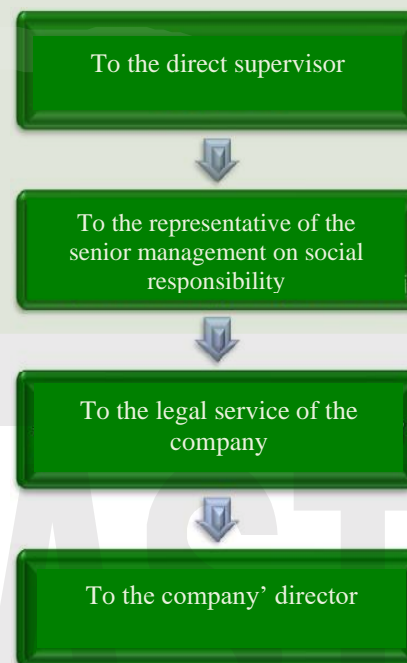 To the direct supervisor
To the representative of the
senior management on social
responsibility
To the legal service of the
company
To the company’ director